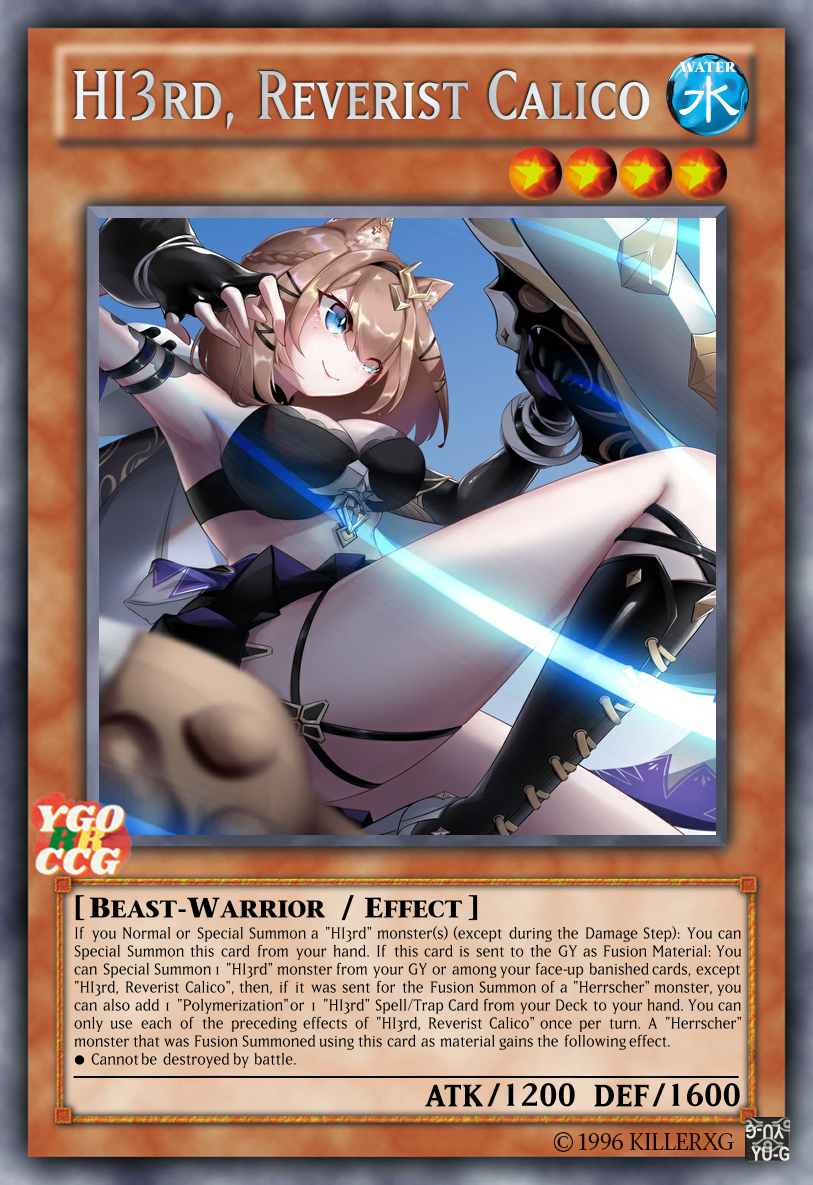 HI3rd, Reverist Calico
WATER
水
YGO
RR
CCG
[ Beast-Warrior / Effect ]
If you Normal or Special Summon a "HI3rd" monster(s) (except during the Damage Step): You can
Special Summon this card from your hand. If this card is sent to the GY as Fusion Material: You
can Special Summon 1 "HI3rd" monster from your GY or among your face-up banished cards, except
"HI3rd, Reverist Calico", then, if it was sent for the Fusion Summon of a "Herrscher" monster, you
can also add 1 "Polymerization" or 1 "HI3rd" Spell/Trap Card from your Deck to your hand. You can
only use each of the preceding effects of "HI3rd, Reverist Calico" once per turn. A "Herrscher"
monster that was Fusion Summoned using this card as material gains the following effect.
● Cannot be destroyed by battle.
ATK/1200 DEF/1600
© 1996 KILLERXG
YU-G
YU-G